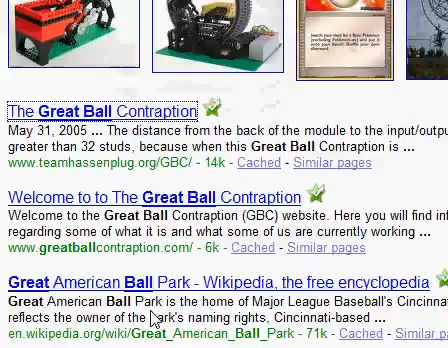 The Great Ball Contraption
May 31, 2005 ... The distance from the back of the module to the input/outpu
greater than 32 studs, because when this Great Ball Contraption is ...
www.teamhassenplug.org/GBC/ - 14k - Cached - Similar pages
Welcome to to The Great Ball Contraption
Welcome to the Great Ball Contraption (GBC) website. Here you will find inf
regarding some of what it is and what some of us are currently working ...
www.greatballcontraption.com/ - 6k - Cached - Similar pages
Great American Ball Park - Wikipedia, the free encyclopedia
Great American Ball Park is the home of Major League Baseball's Cincinnat
reflects the owner of the park's naming rights, Cincinnati-based ...
en.wikipedia.org/wiki/Great_American_Ball_Park - 71k - Cached - Similar pa